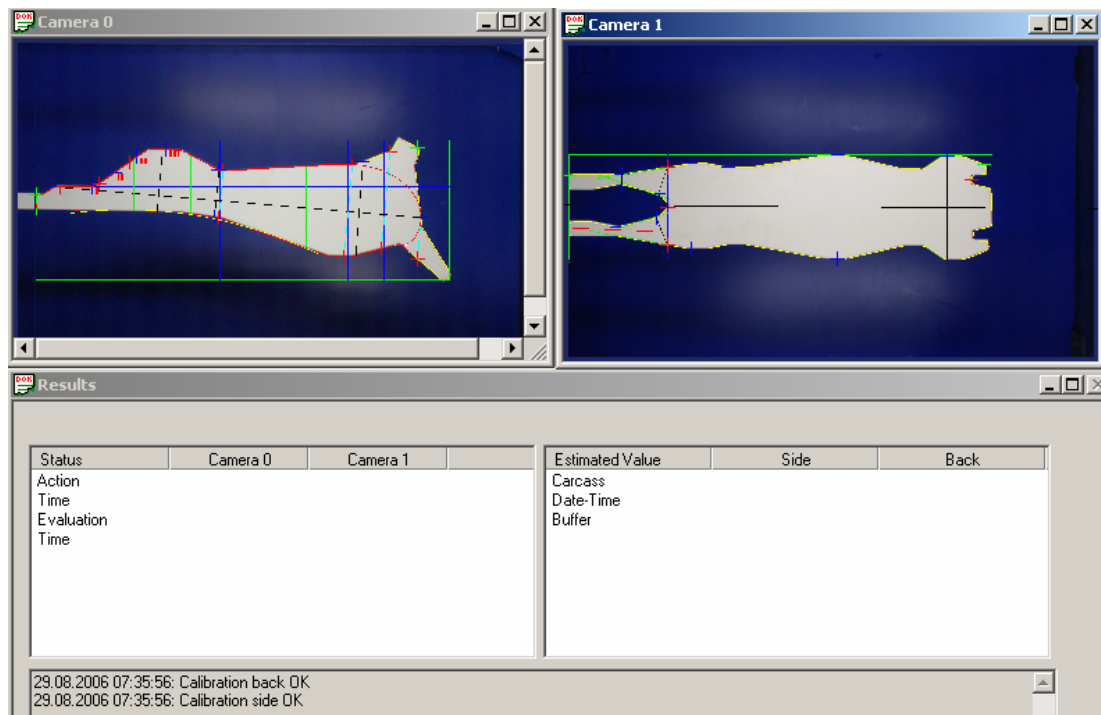 Camera 0
Camera 1
Results
Status Camera 0 Camera 1
Action
Time
Evaluation
Time
Estimated Value Side Back
Carcass
Date-Time
Buffer
29.08.2006 07:35:56: Calibration back OK
29.08.2006 07:35:56: Calibration side OK